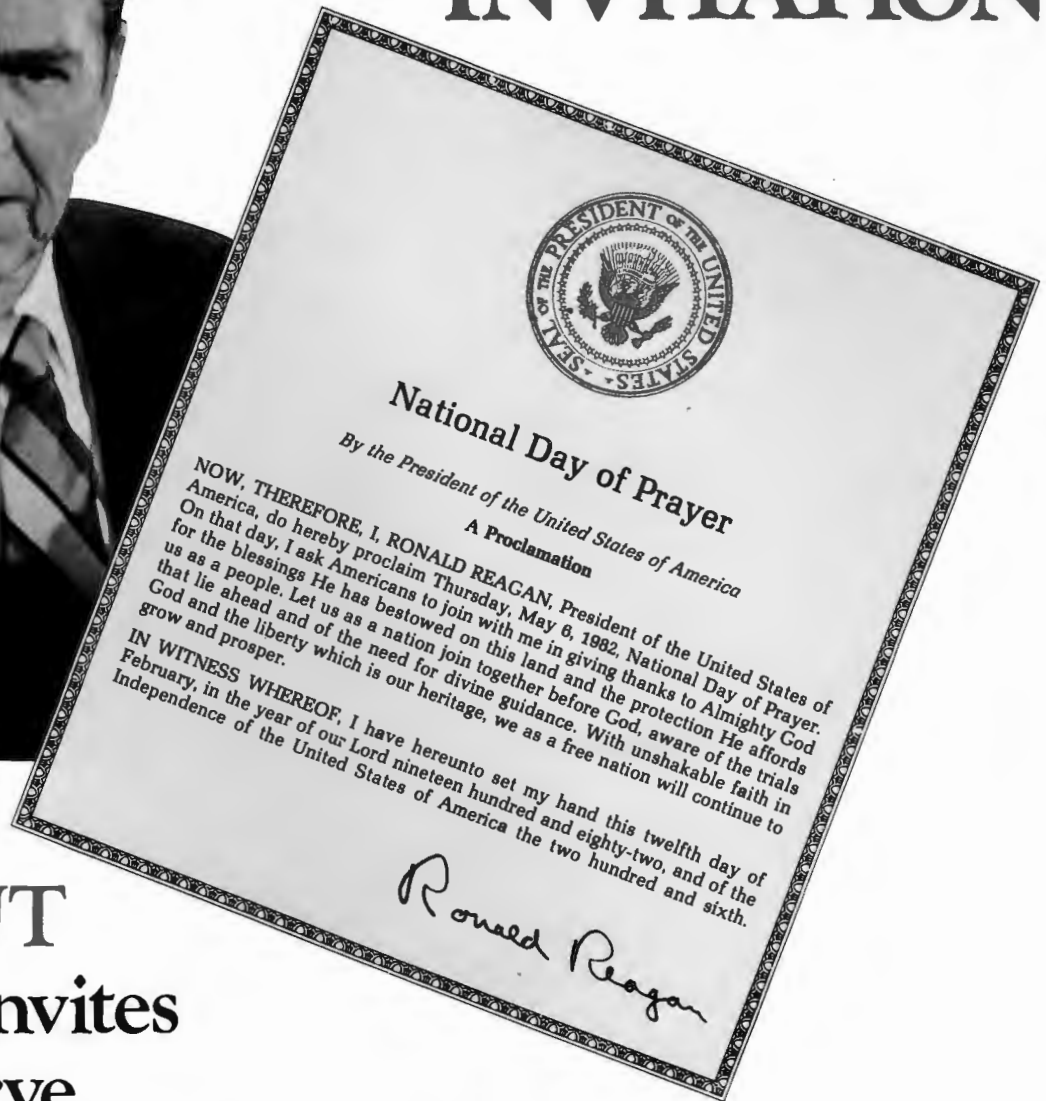 INVITATION
SEAL OF THE PRESIDENT OF THE UNITED STATES
National Day of Prayer
By the President of the United States of America
A Proclamation
NOW, THEREFORE, I, RONALD REAGAN, President of the United States of
America, do hereby proclaim Thursday, May 6, 1982, National Day of Prayer.
On that day, I ask Americans to join with me in giving thanks to Almighty God
for the blessings He has bestowed on this land and the protection He affords
us as a people. Let us as a nation join together before God, aware of the trials
that lie ahead and of the need for divine guidance. With unshakable faith in
God and the liberty which is our heritage, we as a free nation will continue to
grow and prosper.
IN WITNESS WHEREOF, I have hereunto set my hand this twelfth day of
February, in the year of our Lord nineteen hundred and eighty-two, and of the
Independence of the United States of America the two hundred and sixth.
Ronald Reagan